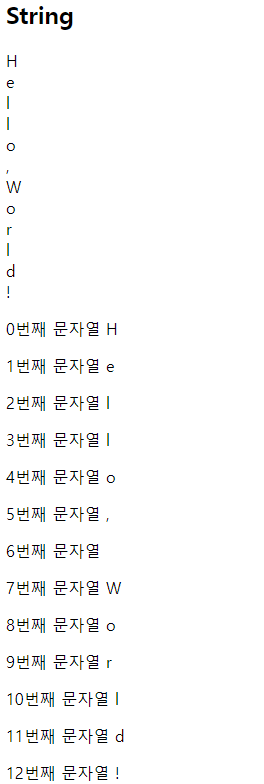 String
H
e
l
l
o
,
W
o
r
l
d
!
0번째 문자열 H
1번째 문자열 e
2번째 문자열 l
3번째 문자열 l
4번째 문자열 o
5번째 문자열 ,
6번째 문자열
7번째 문자열 W
8번째 문자열 o
9번째 문자열 r
10번째 문자열 l
11번째 문자열 d
12번째 문자열 !